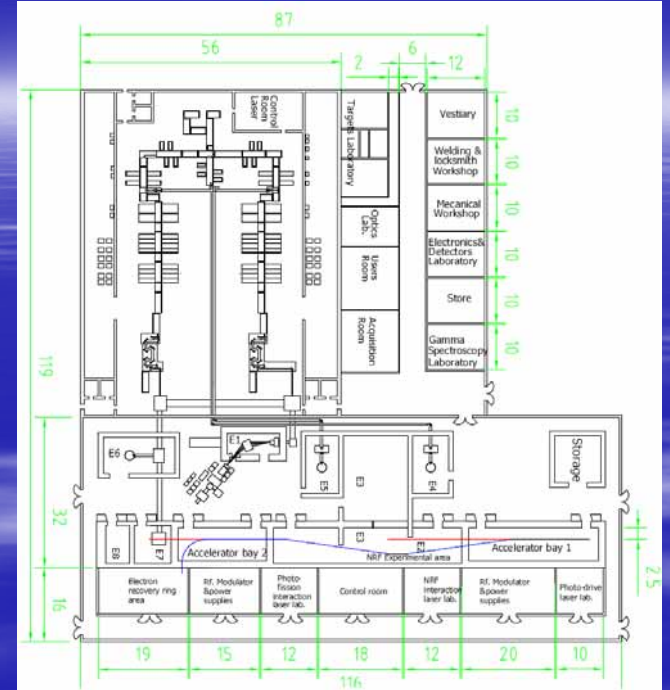 87
56
6
2
12
Control
Room
Laser
Targets Laboratory
Vestiary
10
Welding &
locksmith
Workshop
10
Mecanical
Workshop
10
Optics
Lab.
Electronics&
Detectors
Laboratory
10
Users
Room
Store
10
Acquisition
Room
Gamma
Spectroscopy
Laboratory
10
119
E6
E1
E5
E3
E4
Storage
32
E8
E7
Accelerator bay 2
E3
E2
NRF Experimental area
Accelerator bay 1
2.5
16
Electron
recovery ring
area
Rf. Modulator
&power
supplies
Photo-
fission
interaction
laser lab.
Control room
NRF
Interaction
laser lab.
Rf. Modulator
&power
supplies
Photo-drive
laser lab.
19
15
12
18
12
20
10
116